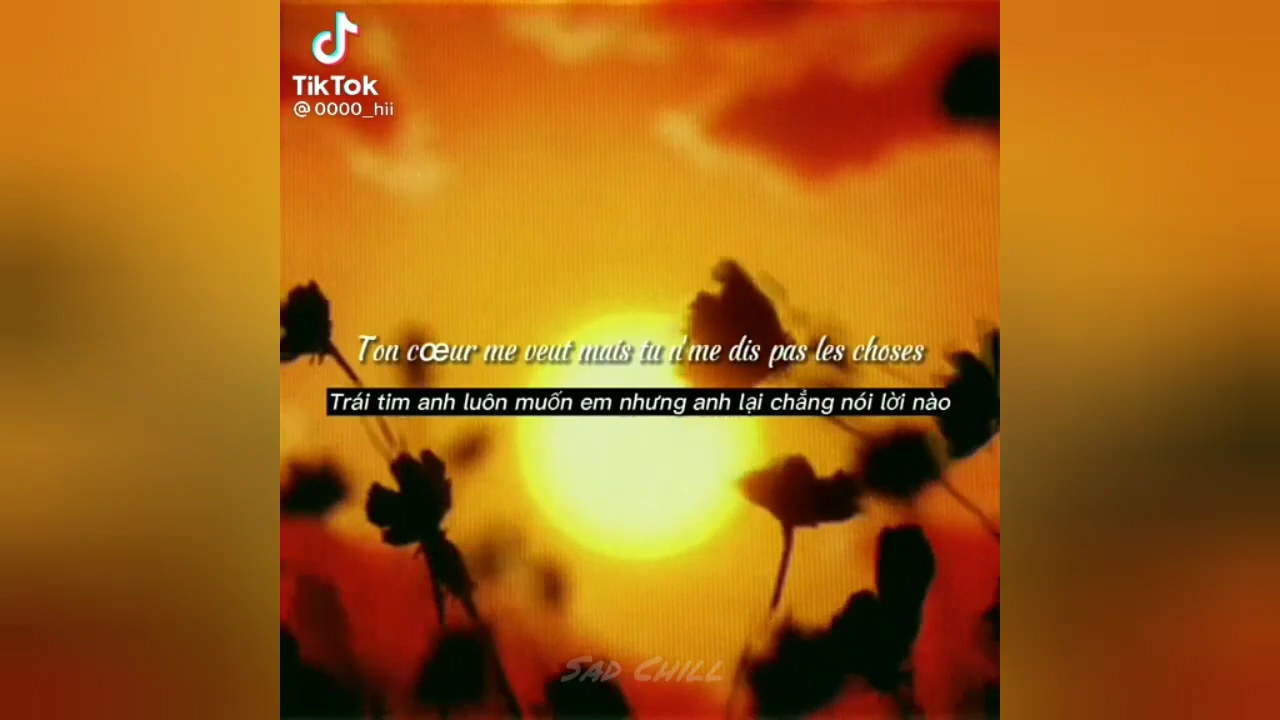 TikTok
@0000_hii
Ton cœur me veut mais tu n'me dis pas les choses
Trái tim anh luôn muốn em nhưng anh lại chẳng nói lời nào
SAD CHILL